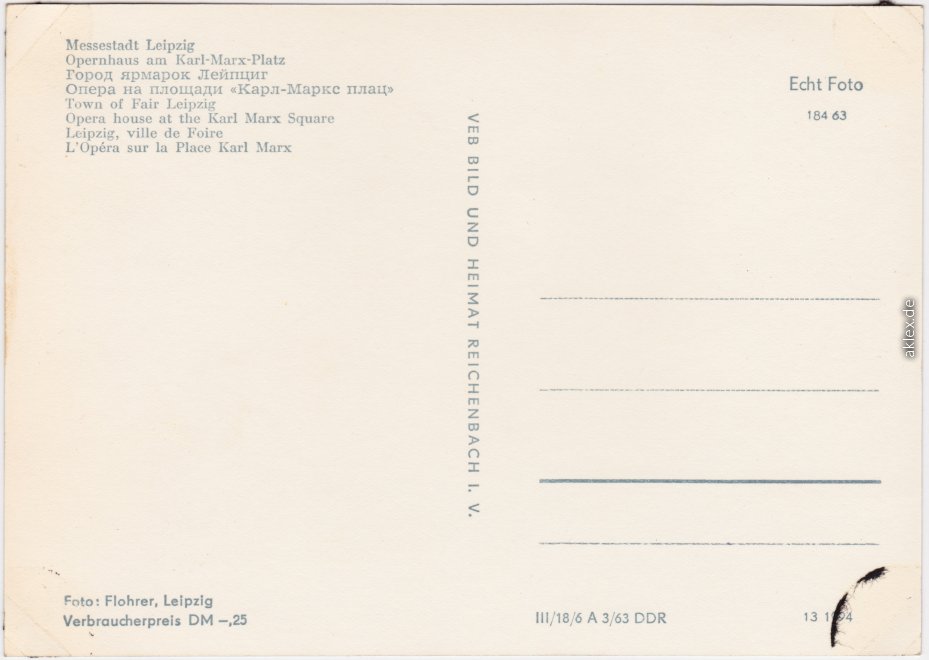 Messestadt Leipzig
Opernhaus am Karl-Marx-Platz
Город ярмарок Лейпциг
Опера на площади «Карл-Маркс плац»
Town of Fair Leipzig
Opera house at the Karl Marx Square
Leipzig, ville de Foire
L'Opéra sur la Place Karl Marx
Foto: Flohrer, Leipzig
Verbraucherpreis DM –,25
VEB BILD UND HEIMAT REICHENBACH I. V.
Echt Foto
184 63
III/18/6 A 3/63 DDR
13
aklex.de